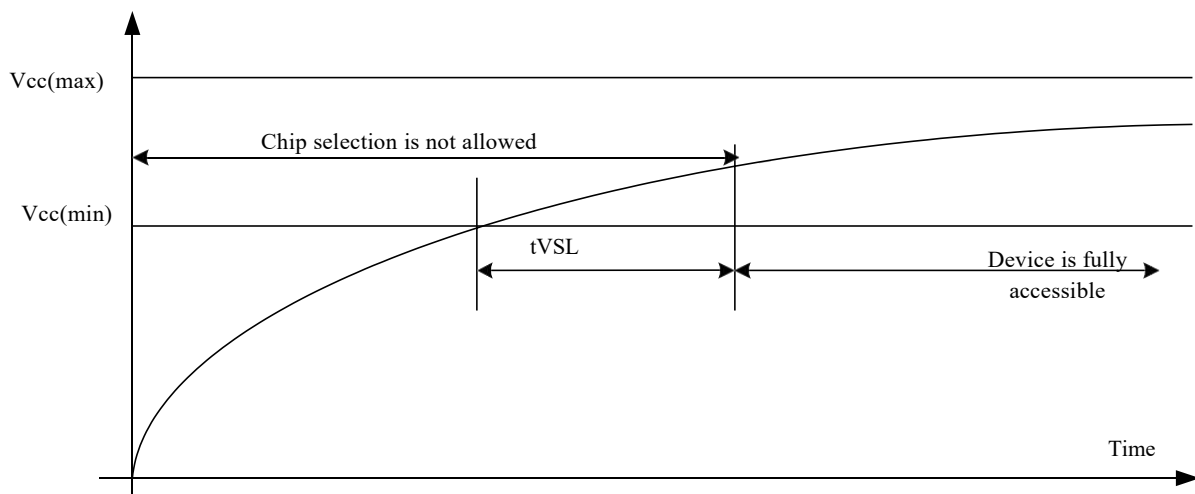 Vcc(max)
Chip selection is not allowed
Vcc(min)
tVSL
Device is fully
accessible
Time